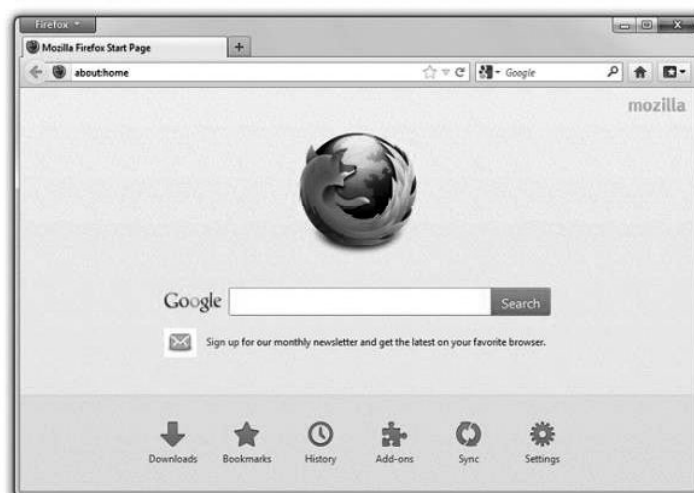 Firefox
Mozilla Firefox Start Page
about:home
Google
mozilla
Google
Search
Sign up for our monthly newsletter and get the latest on your favorite browser.
Downloads Bookmarks History Add-ons Sync Settings